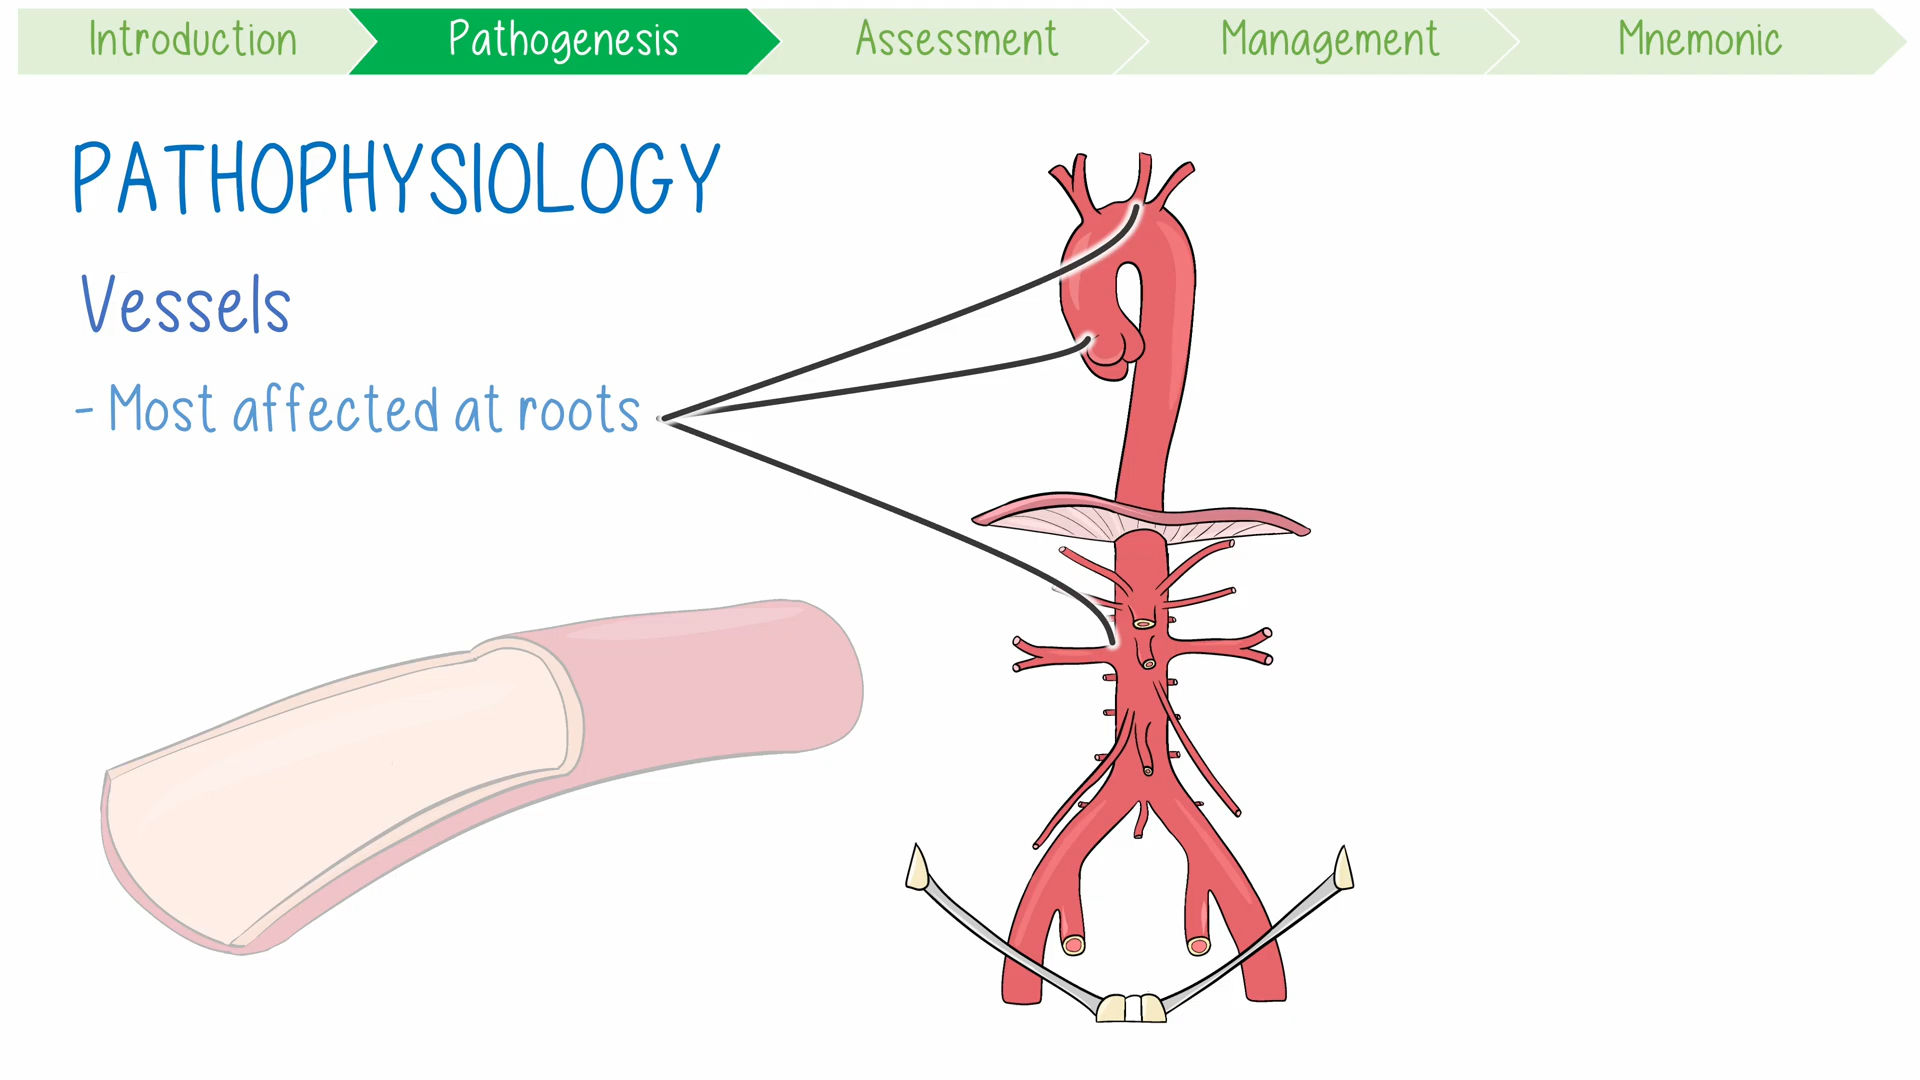 Introduction
Pathogenesis
Assessment
Management
Mnemonic
PATHOPHYSIOLOGY
Vessels
- Most affected at roots